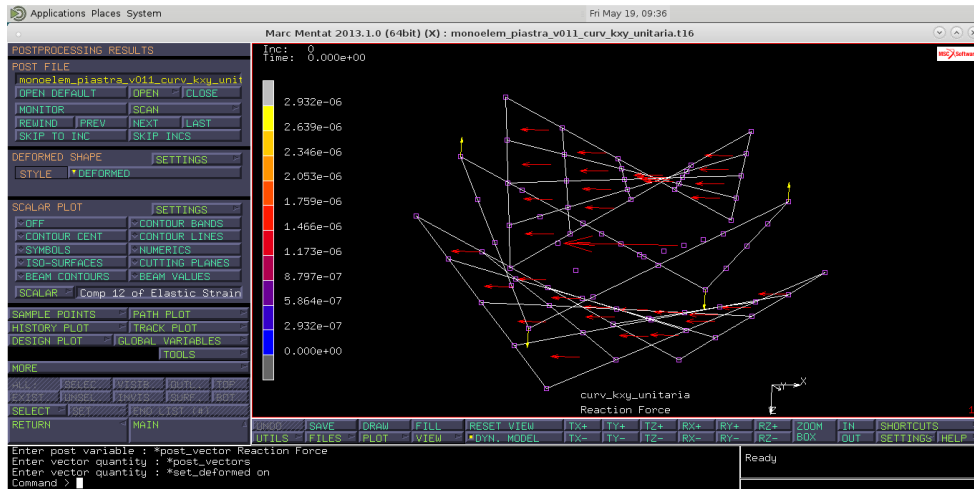 Applications Places System Fri May 19, 09:36
Marc Mentat 2013.1.0 (64bit) (X) : monoelem_piastra_v011_curv_kxy_unitaria.t16
POSTPROCESSING RESULTS
POST FILE
monoelem_piastra_v011_curv_kxy_unit
OPEN DEFAULT OPEN CLOSE
MONITOR SCAN
REWIND PREV NEXT LAST
SKIP TO INC SKIP INCS
DEFORMED SHAPE SETTINGS
STYLE DEFORMED
SCALAR PLOT SETTINGS
OFF CONTOUR BANDS
CONTOUR CENT CONTOUR LINES
SYMBOLS NUMERICS
ISO-SURFACES CUTTING PLANES
BEAM CONTOURS BEAM VALUES
SCALAR Comp 12 of Elastic Strain
SAMPLE POINTS PATH PLOT
HISTORY PLOT TRACK PLOT
DESIGN PLOT GLOBAL VARIABLES
TOOLS
MORE
ALL: SELEC. VISIB. OUTL. TOP
EXIST. UNSEL. INVIS. SURF. BOT.
SELECT SET END LIST (#)
RETURN MAIN
Inc: 0
Time: 0.000e+00
2.932e-06
2.639e-06
2.346e-06
2.053e-06
1.759e-06
1.466e-06
1.173e-06
8.797e-07
5.864e-07
2.932e-07
0.000e+00
MSC Software
curv_kxy_unitaria
Reaction Force
X
Y
Z
1
UNDO SAVE DRAW FILL RESET VIEW TX+ TY+ TZ+ RX+ RY+ RZ+ ZOOM IN SHORTCUTS
UTILS FILES PLOT VIEW DYN. MODEL TX- TY- TZ- RX- RY- RZ- BOX OUT SETTINGS HELP
Enter post variable : *post_vector Reaction Force
Enter vector quantity : *post_vectors
Enter vector quantity : *set_deformed on
Command >
Ready